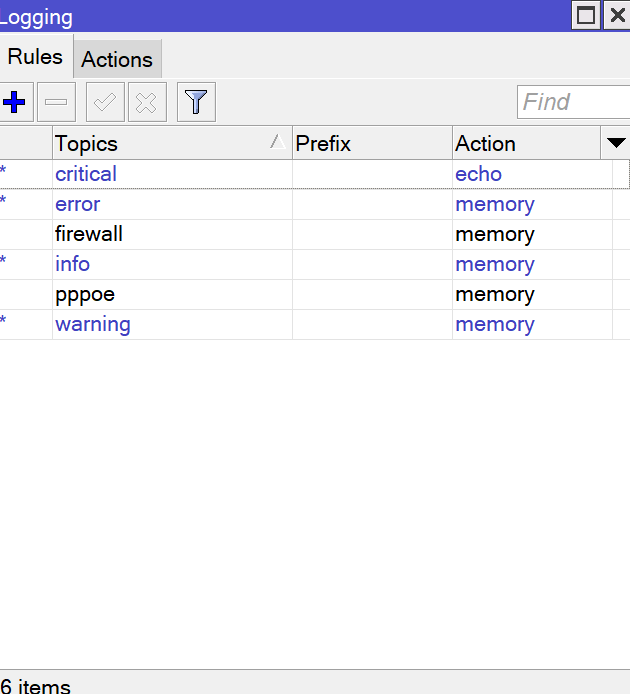 Logging
Rules Actions
Find
Topics Prefix Action
* critical echo
* error memory
firewall memory
* info memory
pppoe memory
* warning memory
6 items